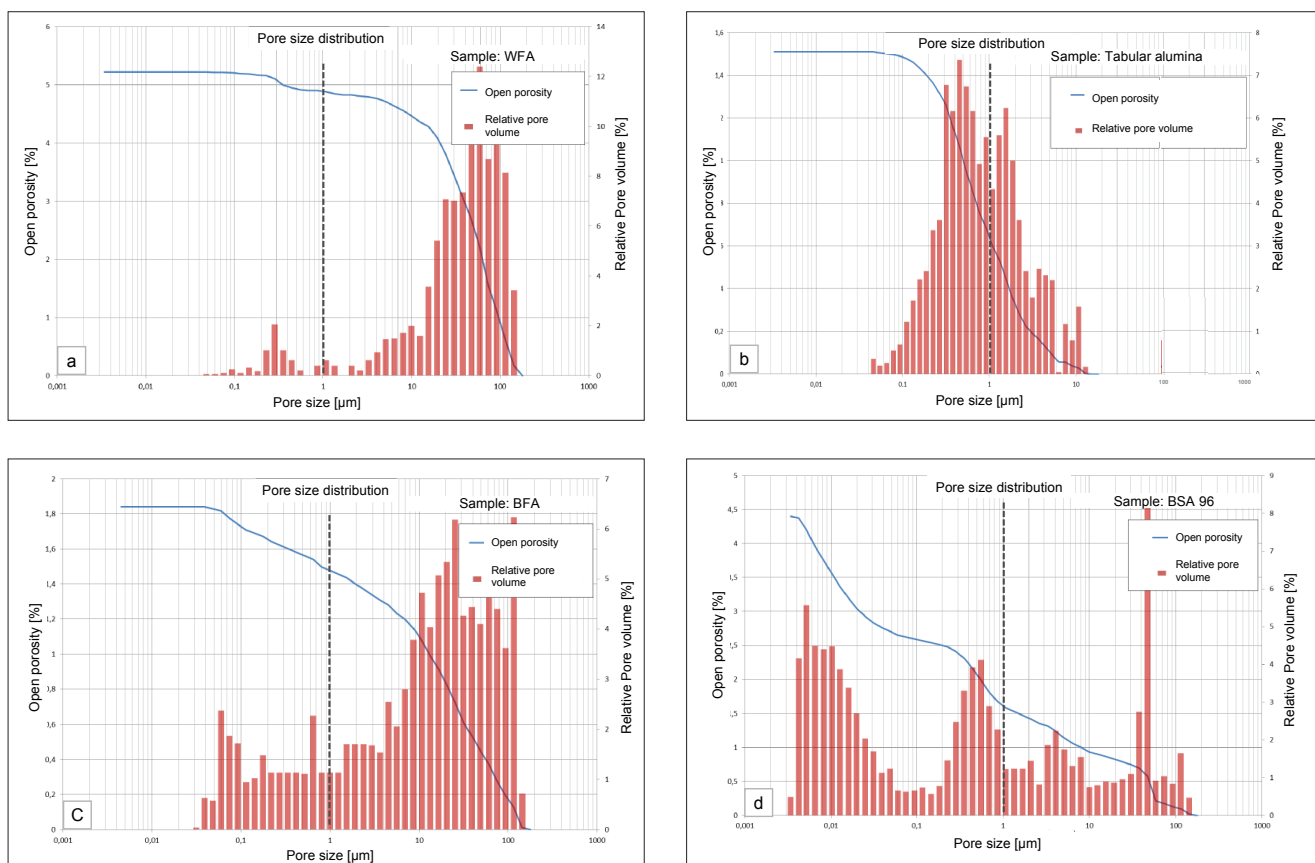 Pore size distribution
Sample: WFA
Open porosity
Relative pore
volume
Open porosity [%]
6
5
4
3
2
1
0
Relative Pore volume [%]
14
12
10
8
6
4
2
0
a
0,001 0,01 0,1 1 10 100 1000
Pore size [µm]
Pore size distribution
Sample: Tabular alumina
Open porosity
Relative pore volume
Open porosity [%]
1,6
1,4
2
1
8
6
4
0,2
0
Relative Pore volume [%]
8
7
6
5
4
3
2
1
0
b
0,001 0,01 0,1 1 10 100 1000
Pore size [µm]
Pore size distribution
Sample: BFA
Open porosity
Relative pore
volume
Open porosity [%]
2
1,8
1,6
1,4
1,2
1
0,8
0,6
0,4
0,2
0
Relative Pore volume [%]
7
6
5
4
3
2
1
0
C
0,001 0,01 0,1 1 10 100 1000
Pore size [µm]
Pore size distribution
Sample: BSA 96
Open porosity
Relative pore
volume
Open porosity [%]
5
4,5
4
,5
3
2,5
2
1,5
1
0,5
0
Relative Pore volume [%]
9
8
7
6
5
4
3
2
1
0
d
0,001 0,01 0,1 1 10 100 1000
Pore size [µm]